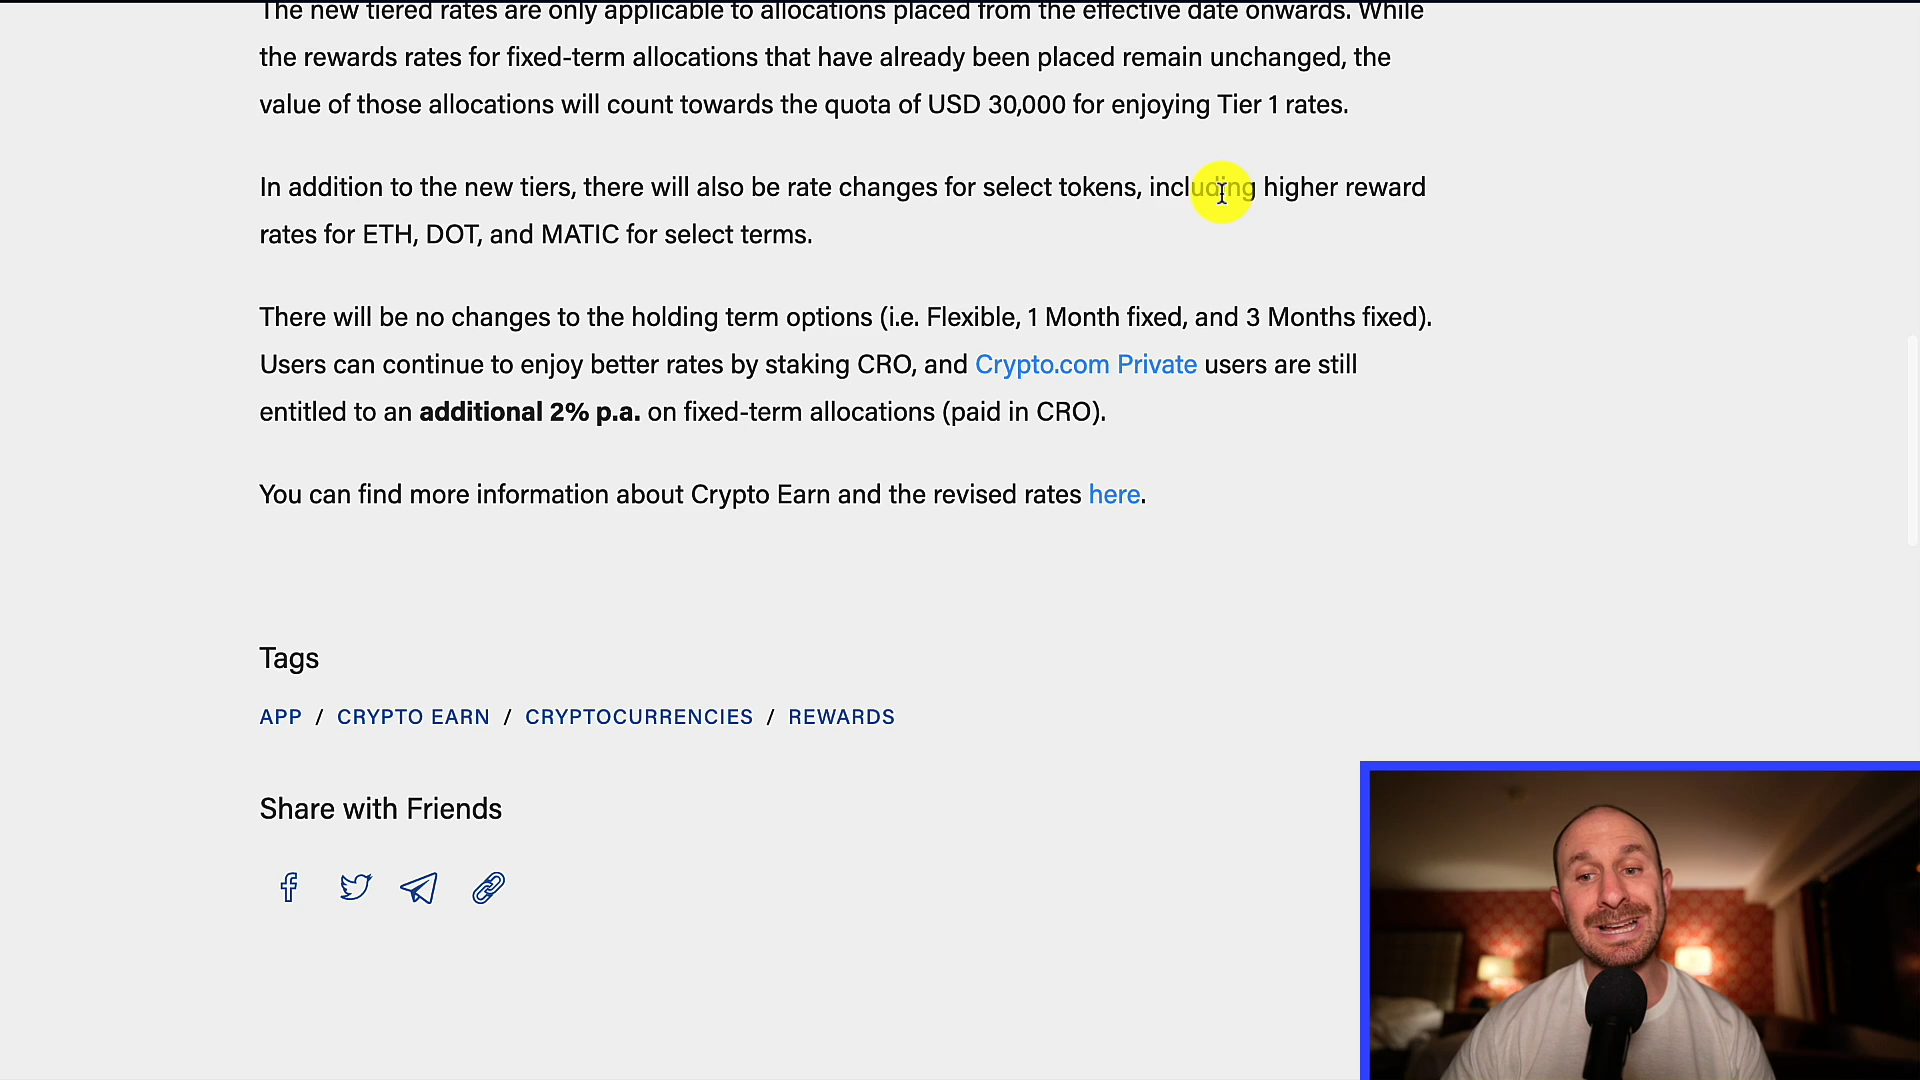 The new tiered rates are only applicable to allocations placed from the effective date onwards. While
the rewards rates for fixed-term allocations that have already been placed remain unchanged, the
value of those allocations will count towards the quota of USD 30,000 for enjoying Tier 1 rates.
In addition to the new tiers, there will also be rate changes for select tokens, including higher reward
rates for ETH, DOT, and MATIC for select terms.
There will be no changes to the holding term options (i.e. Flexible, 1 Month fixed, and 3 Months fixed).
Users can continue to enjoy better rates by staking CRO, and Crypto.com Private users are still
entitled to an additional 2% p.a. on fixed-term allocations (paid in CRO).
You can find more information about Crypto Earn and the revised rates here.
Tags
APP / CRYPTO EARN / CRYPTOCURRENCIES / REWARDS
Share with Friends